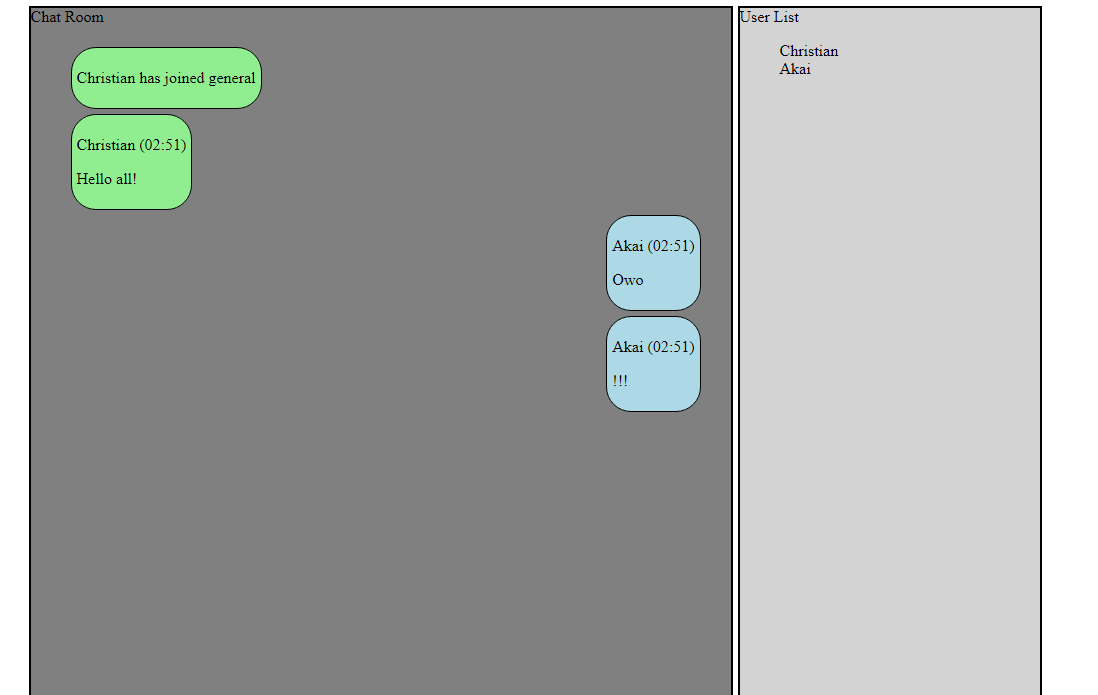 Chat Room
Christian has joined general
Christian (02:51)
Hello all!
Akai (02:51)
Owo
Akai (02:51)
!!!
User List
Christian
Akai